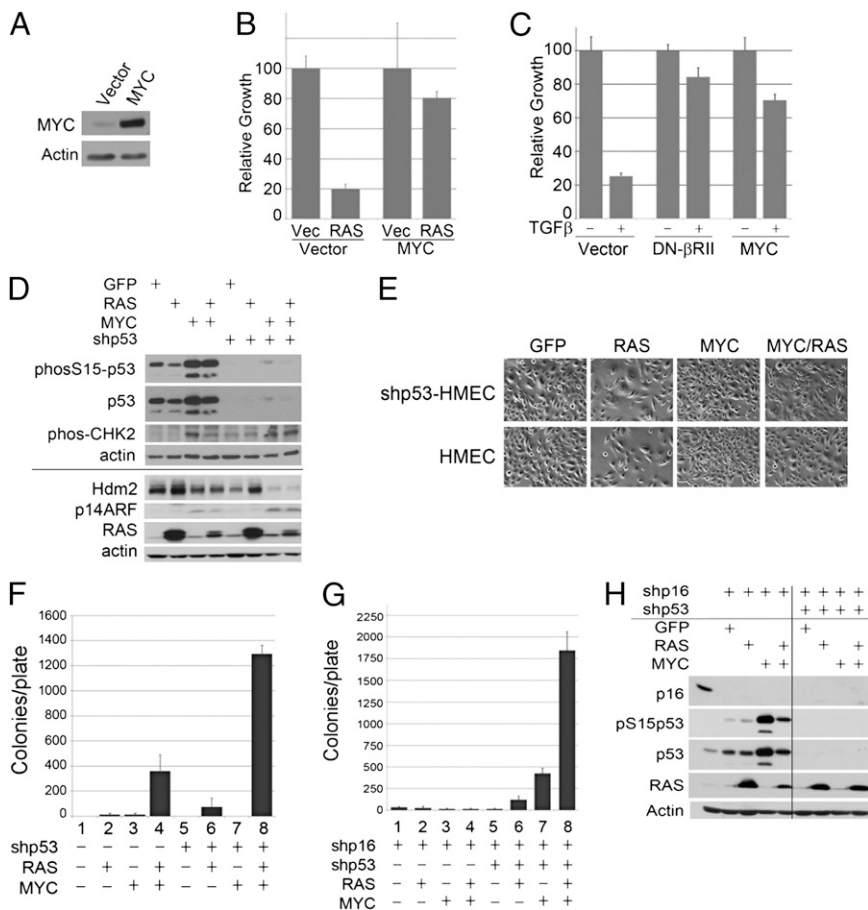 A
Vector
MYC
MYC
Actin
B
Relative Growth
100
80
60
40
20
0
Vec RAS Vec RAS
Vector MYC
C
Relative Growth
100
80
60
40
20
0
TGFβ − + − + − +
Vector DN-βRII MYC
D
GFP + +
RAS + + + +
MYC + + + +
shp53 + + + +
phosS15-p53
p53
phos-CHK2
actin
Hdm2
p14ARF
RAS
actin
E
GFP RAS MYC MYC/RAS
shp53-HMEC
HMEC
F
Colonies/plate
1600
1400
1200
1000
800
600
400
200
0
1 2 3 4 5 6 7 8
shp53 − − − − + + + +
RAS − + − + − + − +
MYC − − + + − − + +
G
Colonies/plate
2250
2000
1750
1500
1250
1000
750
500
250
0
1 2 3 4 5 6 7 8
shp16 + + + + + + + +
shp53 − − − − + + + +
RAS − + − + − + − +
MYC − − + + − − + +
H
shp16 + + + + + + + +
shp53 + + + +
GFP + +
RAS + + + +
MYC + + + +
p16
pS15p53
p53
RAS
Actin